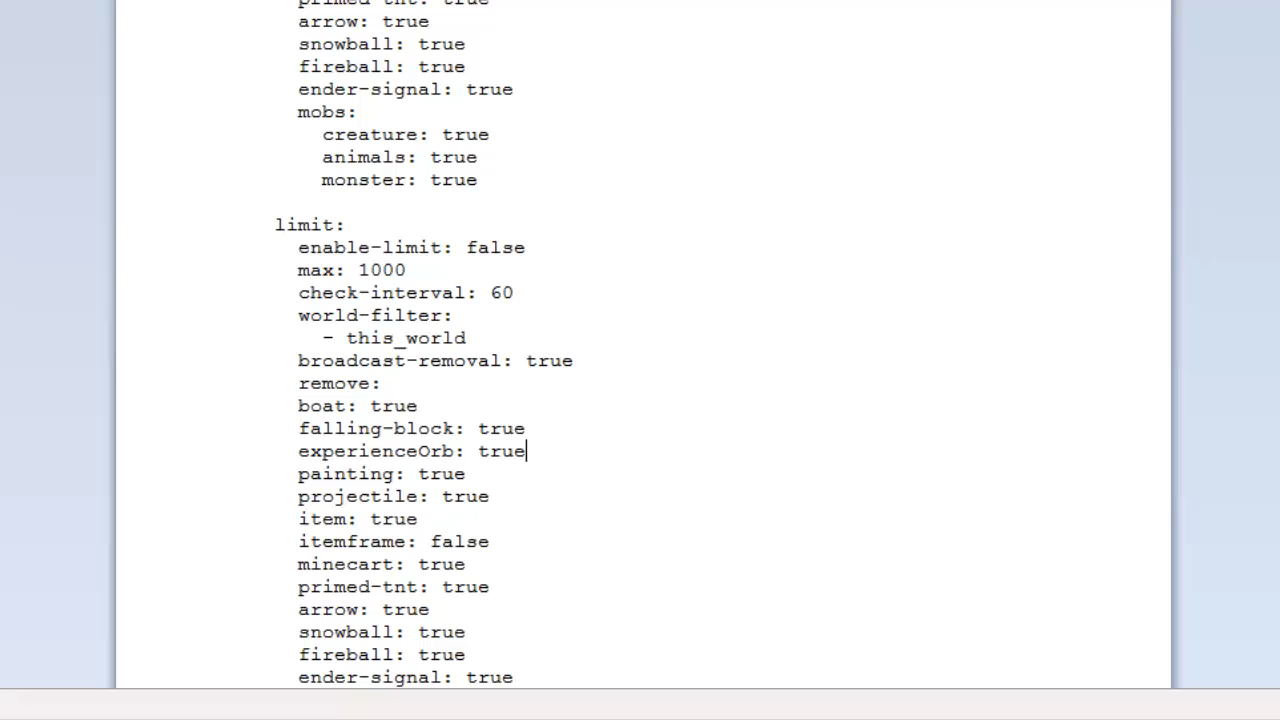 primed-tnt: true
arrow: true
snowball: true
fireball: true
ender-signal: true
mobs:
creature: true
animals: true
monster: true
limit:
enable-limit: false
max: 1000
check-interval: 60
world-filter:
- this_world
broadcast-removal: true
remove:
boat: true
falling-block: true
experienceOrb: true
painting: true
projectile: true
item: true
itemframe: false
minecart: true
primed-tnt: true
arrow: true
snowball: true
fireball: true
ender-signal: true